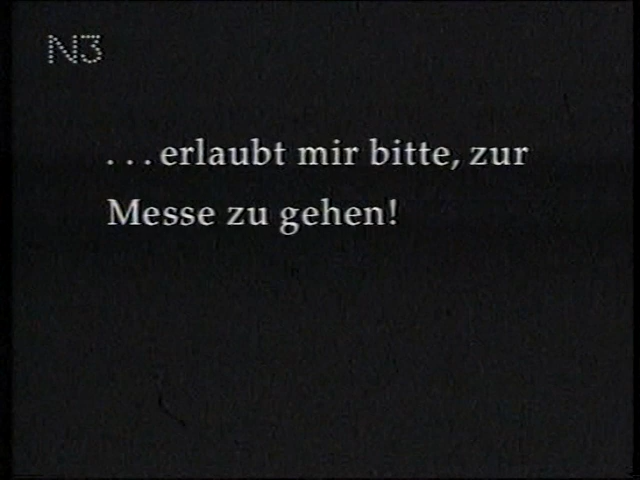 N3
...erlaubt mir bitte, zur
Messe zu gehen!